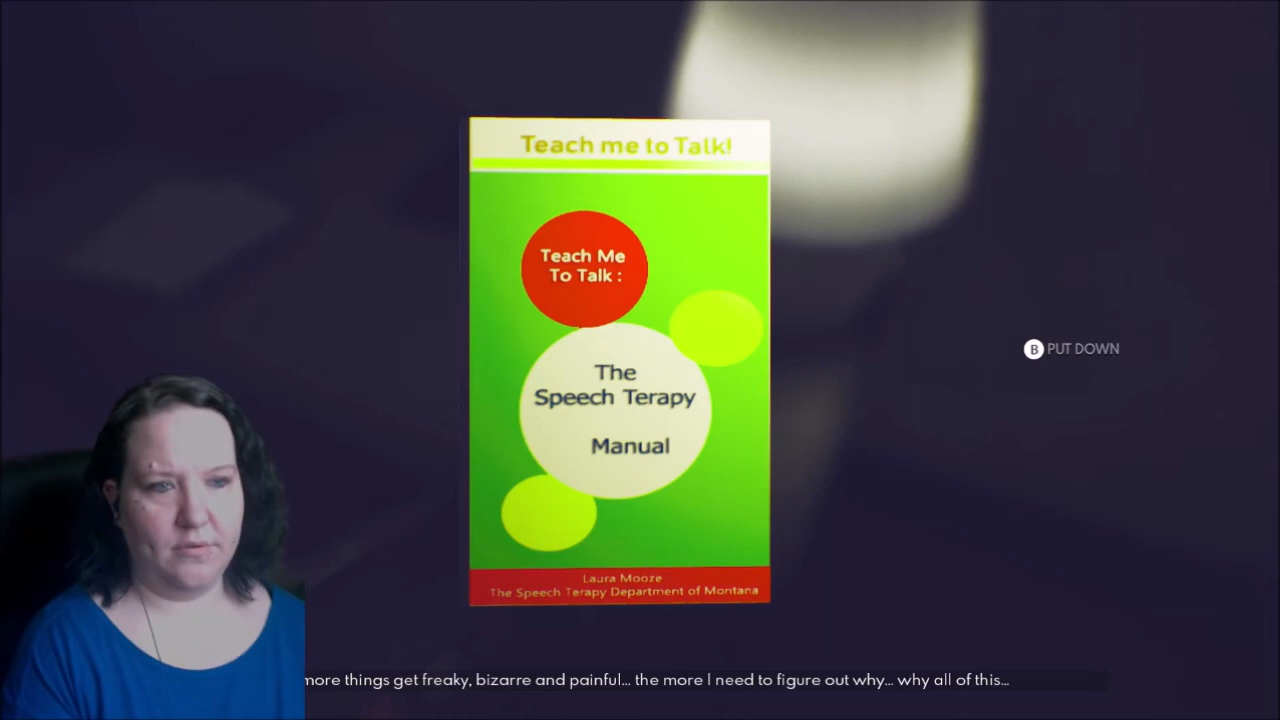 Teach me to Talk!
Teach Me
To Talk :
The
Speech Terapy
Manual
B PUT DOWN
Laura Mooze
The Speech Terapy Department of Montana
more things get freaky, bizarre and painful... the more I need to figure out why... why all of this...